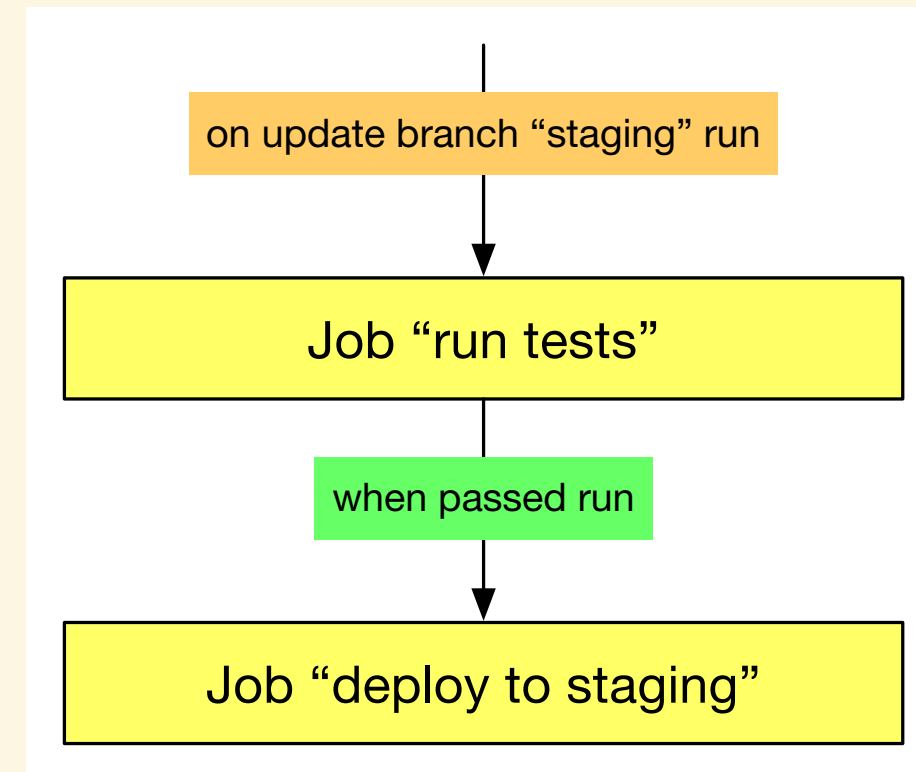 on update branch “staging” run
Job “run tests”
when passed run
Job “deploy to staging”